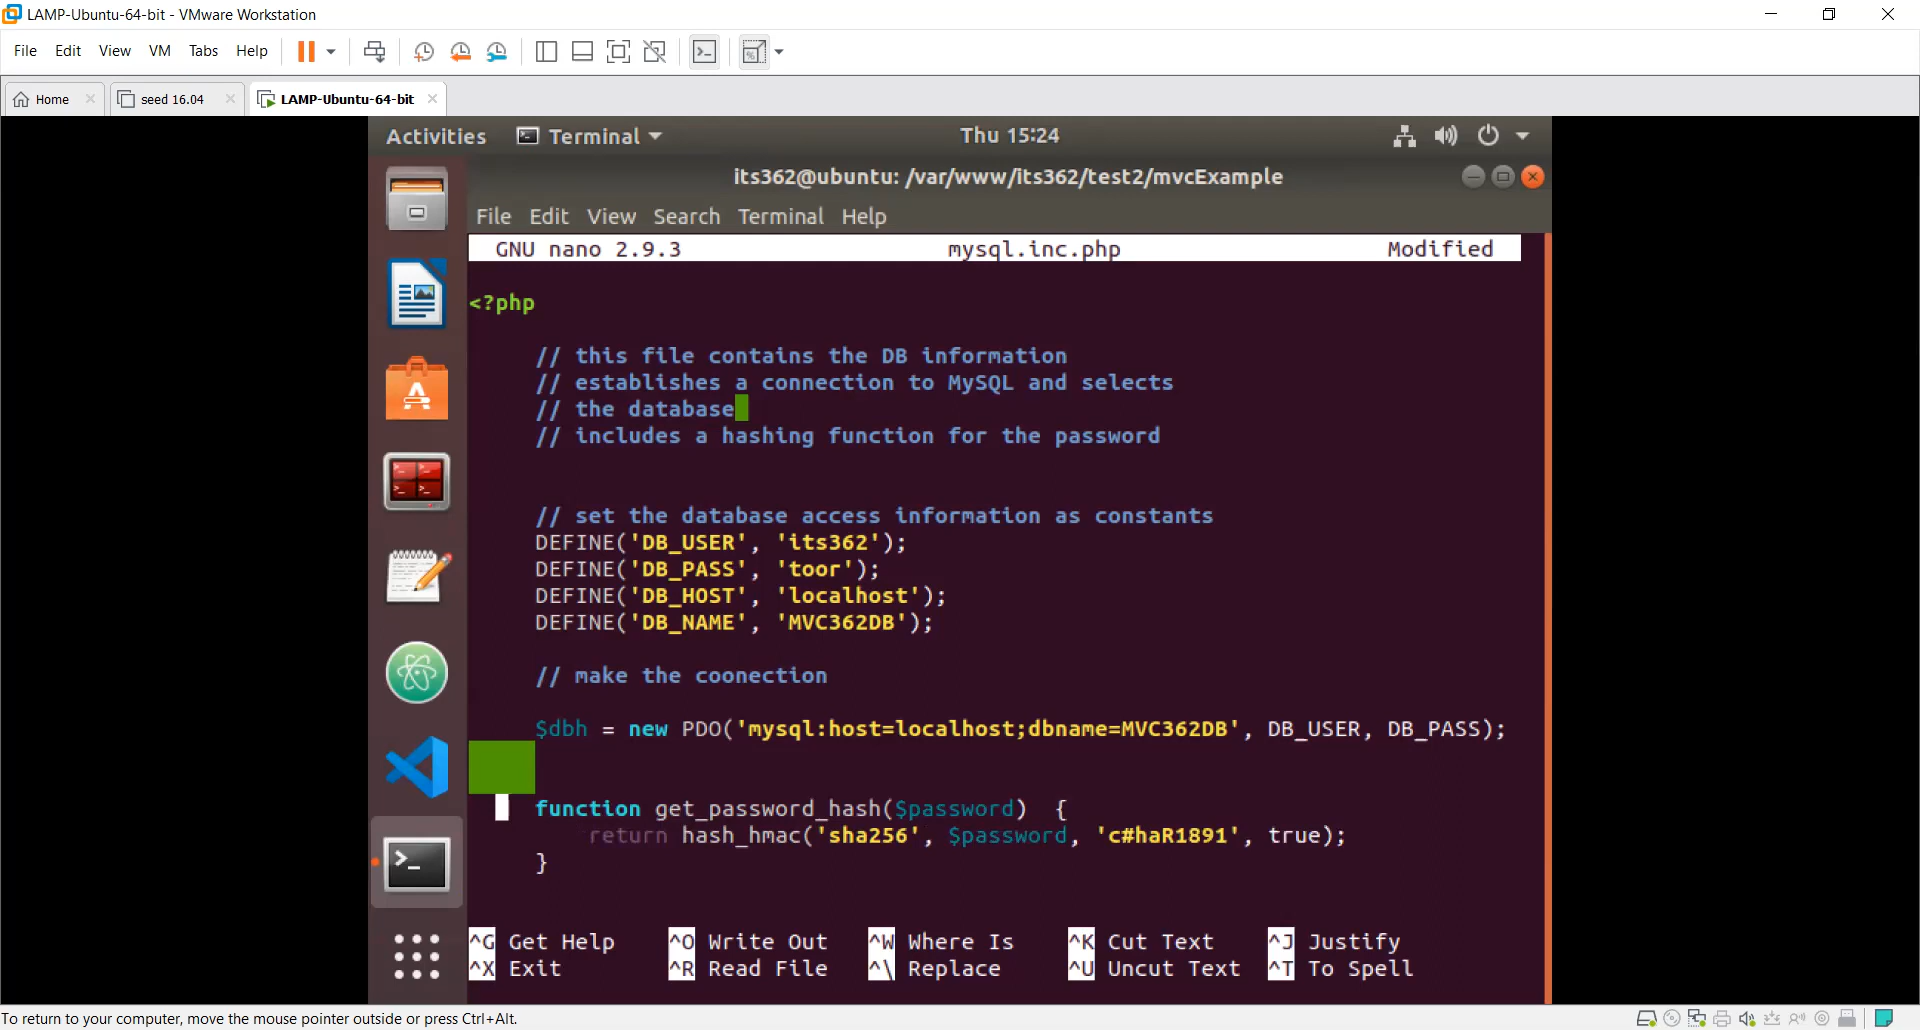 LAMP-Ubuntu-64-bit - VMware Workstation
File Edit View VM Tabs Help
Home seed 16.04 LAMP-Ubuntu-64-bit
Activities Terminal Thu 15:24
its362@ubuntu: /var/www/its362/test2/mvcExample
File Edit View Search Terminal Help
GNU nano 2.9.3 mysql.inc.php Modified
<?php
// this file contains the DB information
// establishes a connection to MySQL and selects
// the database
// includes a hashing function for the password
// set the database access information as constants
DEFINE('DB_USER', 'its362');
DEFINE('DB_PASS', 'toor');
DEFINE('DB_HOST', 'localhost');
DEFINE('DB_NAME', 'MVC362DB');
// make the coonection
$dbh = new PDO('mysql:host=localhost;dbname=MVC362DB', DB_USER, DB_PASS);
function get_password_hash($password) {
return hash_hmac('sha256', $password, 'c#haR1891', true);
}
^G Get Help ^O Write Out ^W Where Is ^K Cut Text ^J Justify
^X Exit ^R Read File ^\ Replace ^U Uncut Text ^T To Spell
To return to your computer, move the mouse pointer outside or press Ctrl+Alt.